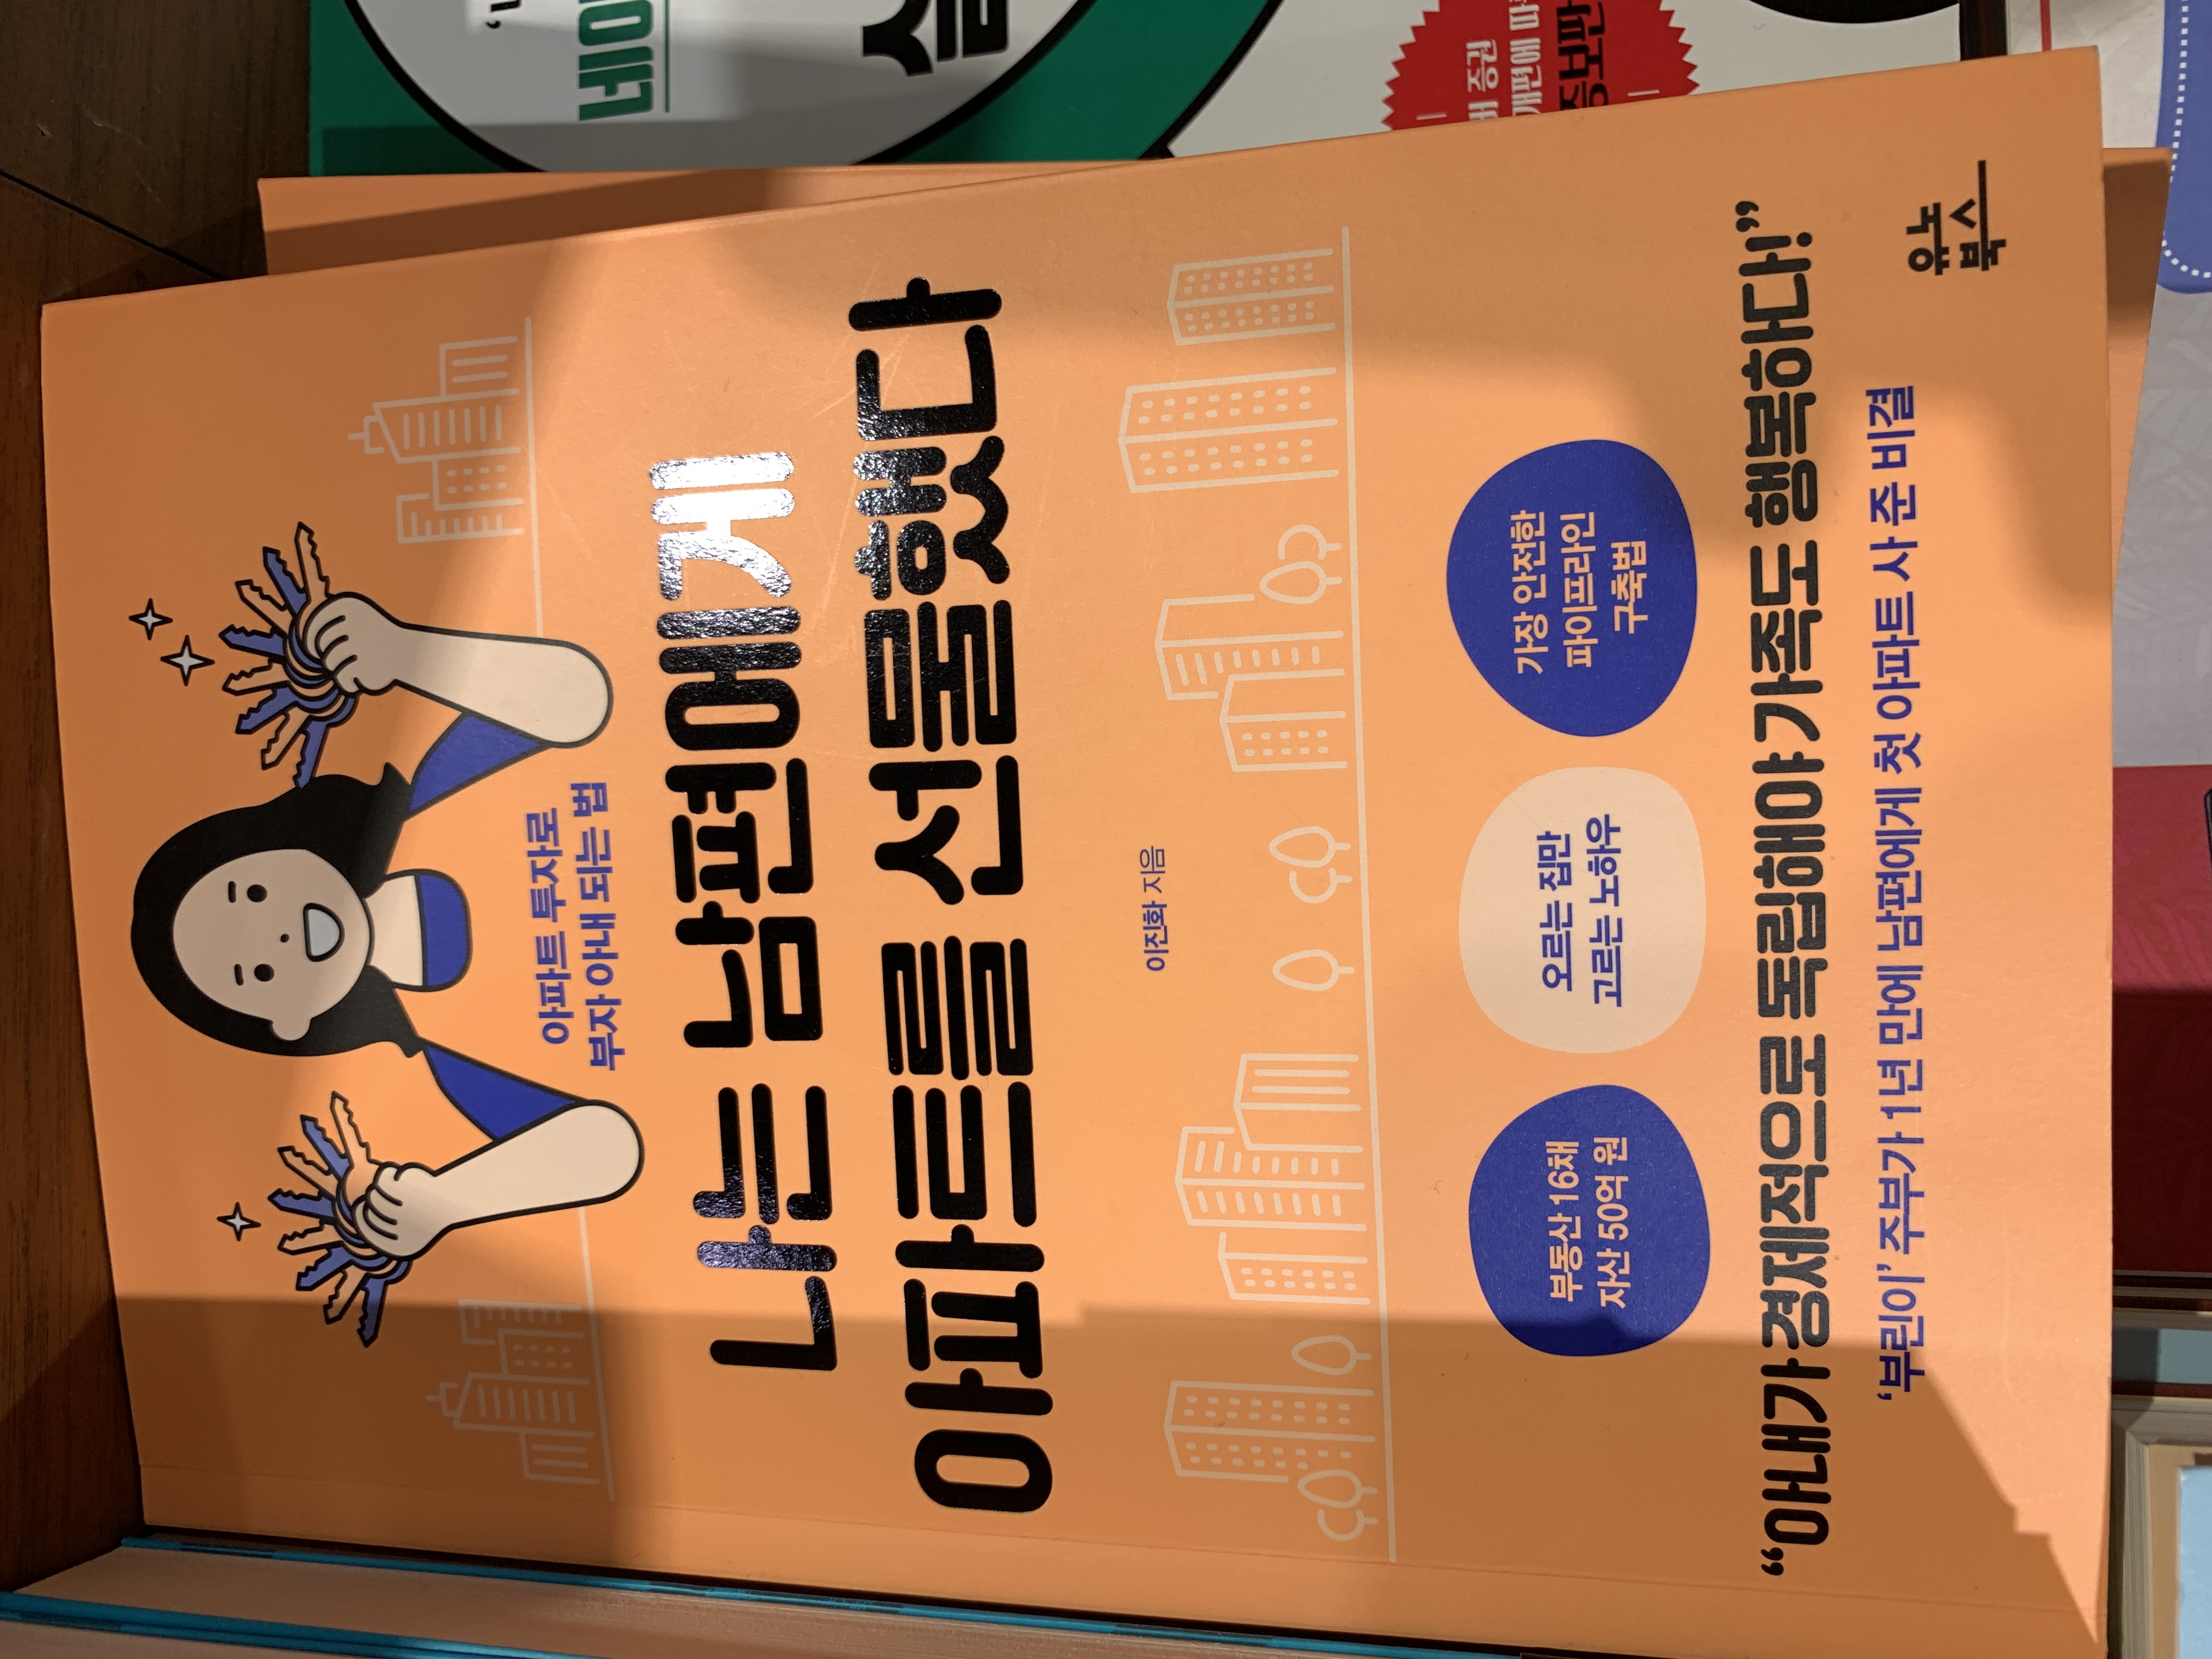 아파트 투자로
부자 아내 되는 법
나는 남편에게
아파트를 선물했다
이진화 지음
부동산 16채
자산 50억 원
오르는 집만
고르는 노하우
가장 안전한
파이프라인
구축법
“아내가 경제적으로 독립해야 가족도 행복하다!”
‘부린이’ 주부가 1년 만에 남편에게 첫 아파트 사 준 비결
유노
북스
증권
개편에
증보판